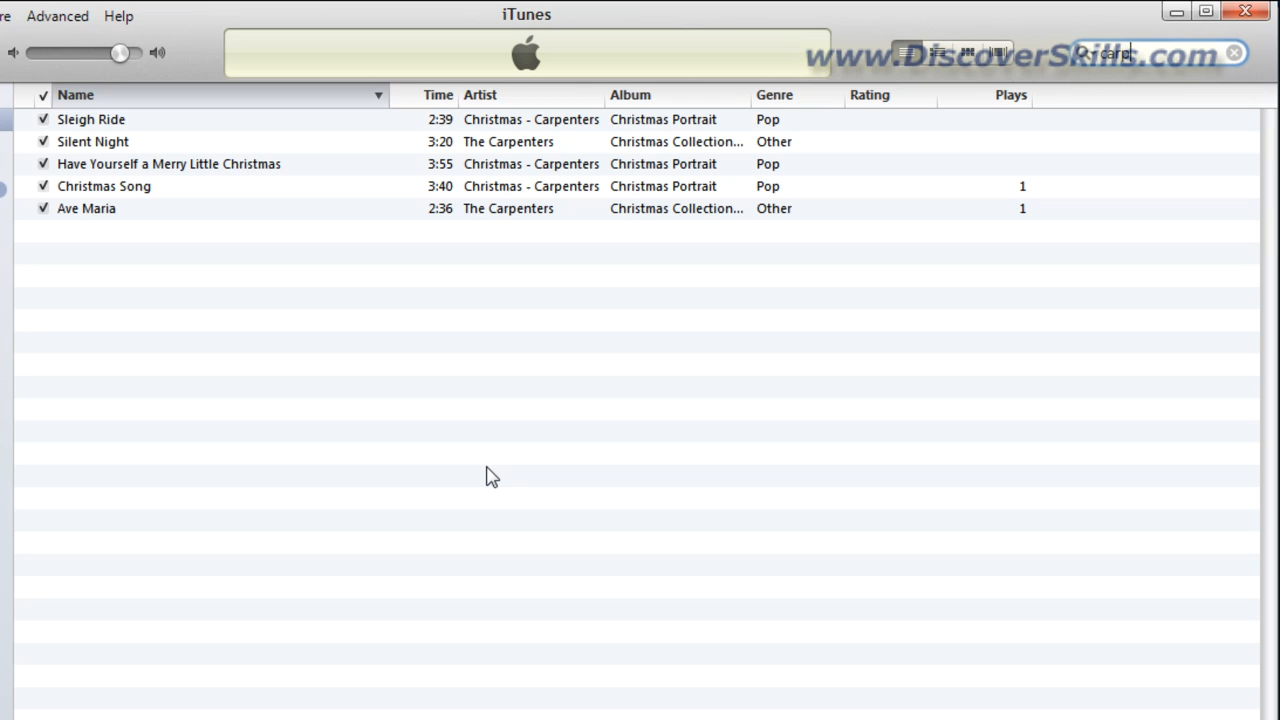 re Advanced Help iTunes
www.DiscoverSkills.com carp
Name Time Artist Album Genre Rating Plays
Sleigh Ride 2:39 Christmas - Carpenters Christmas Portrait Pop
Silent Night 3:20 The Carpenters Christmas Collection... Other
Have Yourself a Merry Little Christmas 3:55 Christmas - Carpenters Christmas Portrait Pop
Christmas Song 3:40 Christmas - Carpenters Christmas Portrait Pop 1
Ave Maria 2:36 The Carpenters Christmas Collection... Other 1